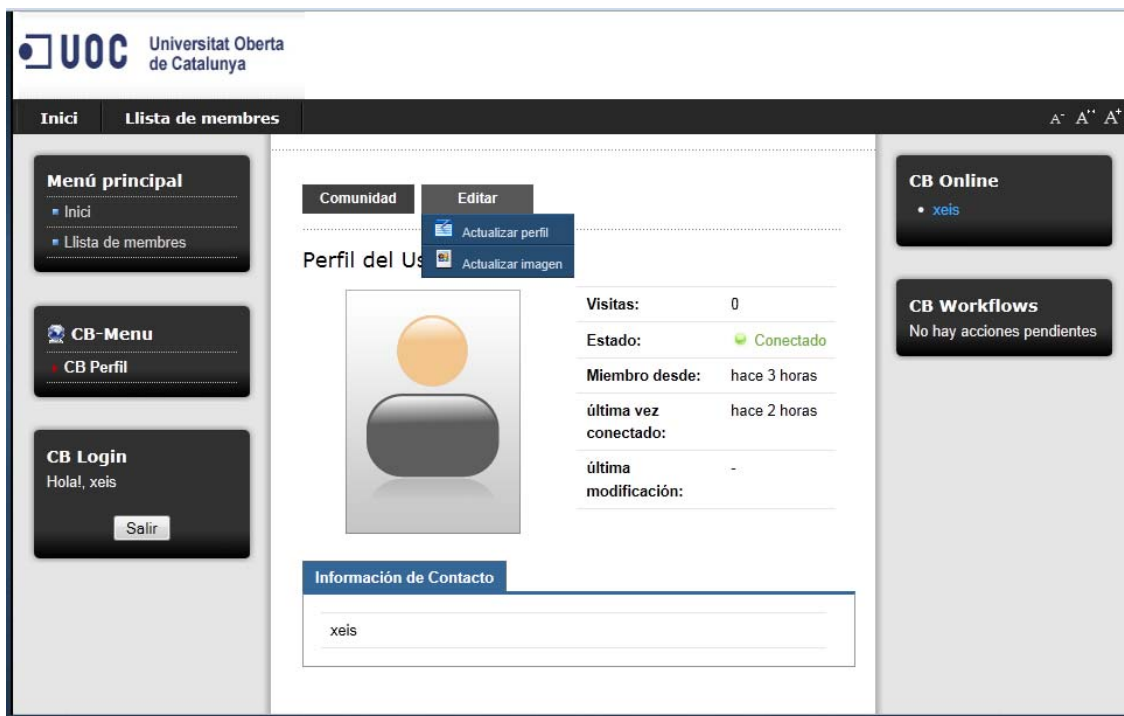 UOC Universitat Oberta
de Catalunya
Inici Llista de membres A- A" A+
Menú principal
Inici
Llista de membres
CB-Menu
CB Perfil
CB Login
Hola!, xeis
Salir
Comunidad Editar
Actualizar perfil
Actualizar imagen
Perfil del Us
Visitas: 0
Estado: Conectado
Miembro desde: hace 3 horas
última vez hace 2 horas
conectado:
última -
modificación:
Información de Contacto
xeis
CB Online
xeis
CB Workflows
No hay acciones pendientes